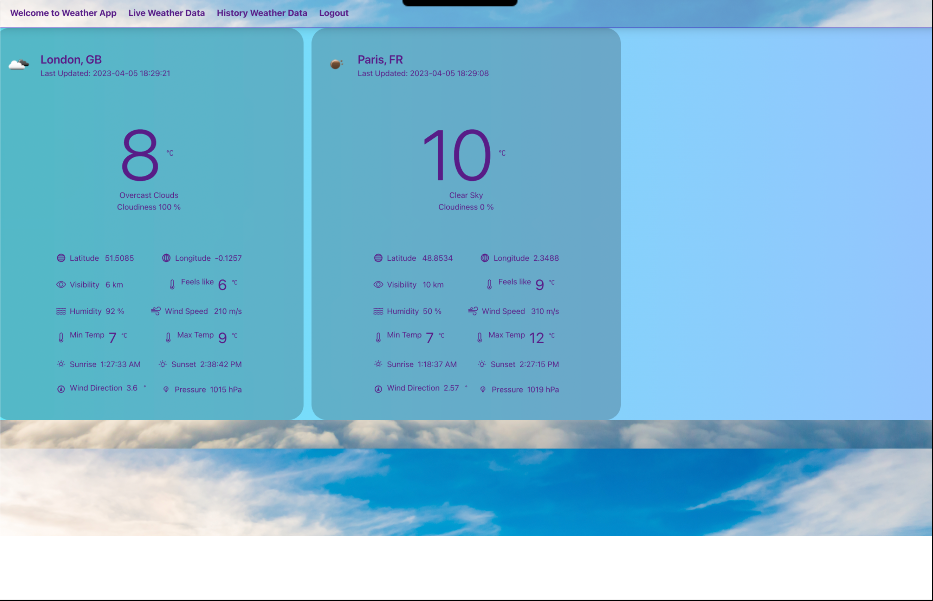 Welcome to Weather App Live Weather Data History Weather Data Logout
London, GB
Last Updated: 2023-04-05 18:29:21
8 °C
Overcast Clouds
Cloudiness 100 %
Latitude 51.5085 Longitude -0.1257
Visibility 6 km Feels like 6 °C
Humidity 92 % Wind Speed 210 m/s
Min Temp 7 °C Max Temp 9 °C
Sunrise 1:27:33 AM Sunset 2:38:42 PM
Wind Direction 3.6 ° Pressure 1015 hPa
Paris, FR
Last Updated: 2023-04-05 18:29:08
10 °C
Clear Sky
Cloudiness 0 %
Latitude 48.8534 Longitude 2.3488
Visibility 10 km Feels like 9 °C
Humidity 50 % Wind Speed 310 m/s
Min Temp 7 °C Max Temp 12 °C
Sunrise 1:18:37 AM Sunset 2:27:15 PM
Wind Direction 2.57 ° Pressure 1019 hPa